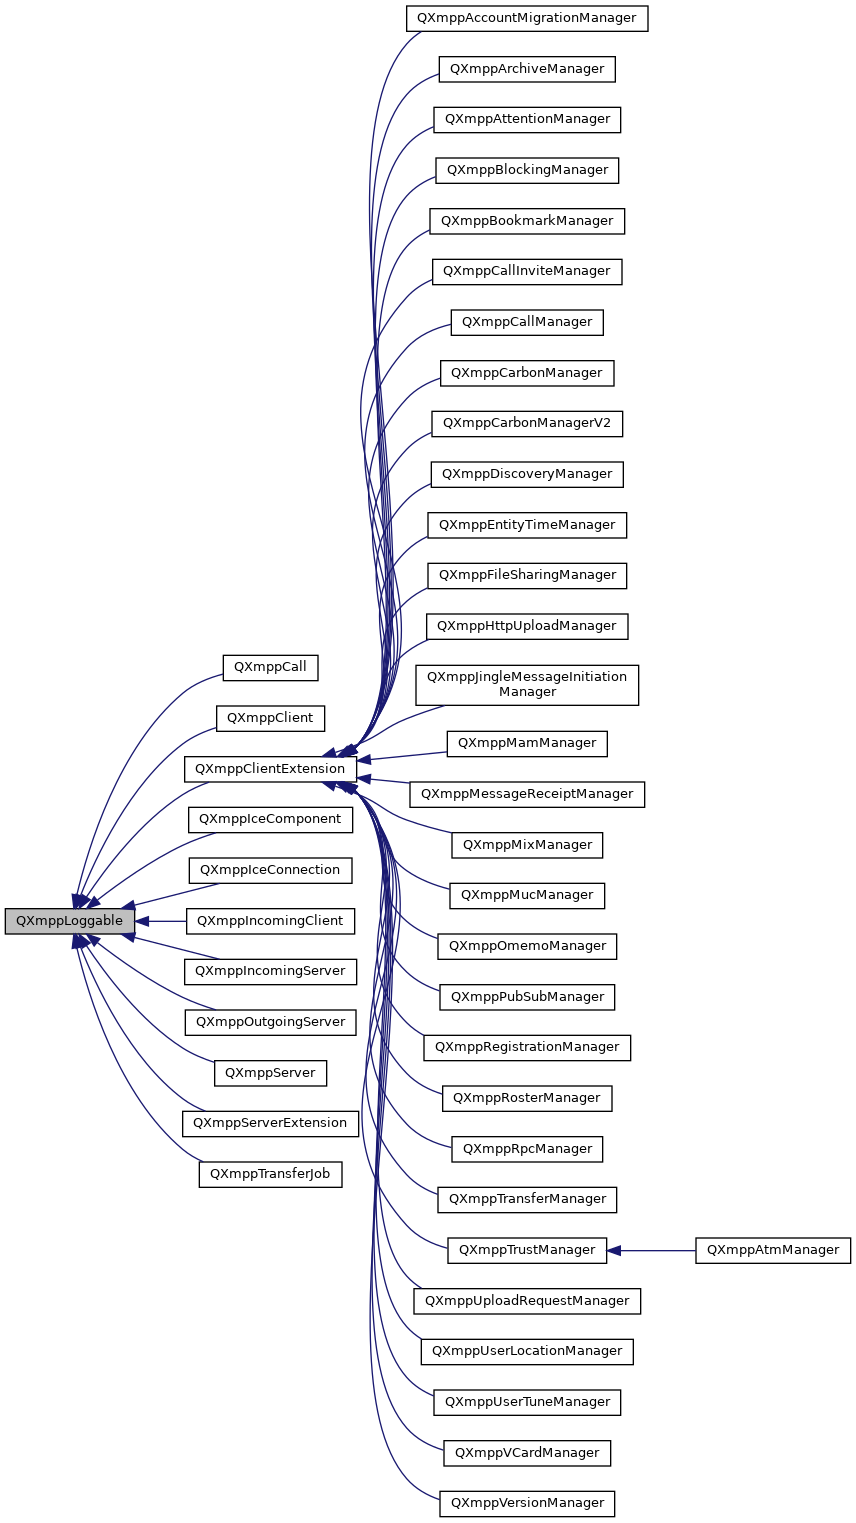 QXmppAccountMigrationManager
QXmppArchiveManager
QXmppAttentionManager
QXmppBlockingManager
QXmppBookmarkManager
QXmppCallInviteManager
QXmppCallManager
QXmppCarbonManager
QXmppCarbonManagerV2
QXmppDiscoveryManager
QXmppEntityTimeManager
QXmppFileSharingManager
QXmppHttpUploadManager
QXmppCall
QXmppJingleMessageInitiation
Manager
QXmppClient
QXmppMamManager
QXmppClientExtension
QXmppMessageReceiptManager
QXmppIceComponent
QXmppMixManager
QXmppIceConnection
QXmppMucManager
QXmppLoggable
QXmppIncomingClient
QXmppOmemoManager
QXmppIncomingServer
QXmppPubSubManager
QXmppOutgoingServer
QXmppRegistrationManager
QXmppServer
QXmppRosterManager
QXmppServerExtension
QXmppRpcManager
QXmppTransferJob
QXmppTransferManager
QXmppTrustManager
QXmppAtmManager
QXmppUploadRequestManager
QXmppUserLocationManager
QXmppUserTuneManager
QXmppVCardManager
QXmppVersionManager